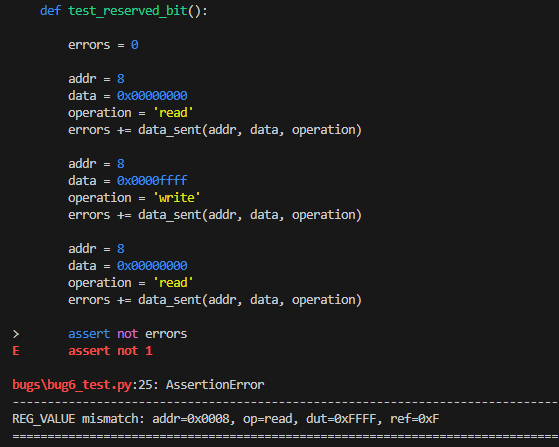 def test_reserved_bit():
errors = 0
addr = 8
data = 0x00000000
operation = 'read'
errors += data_sent(addr, data, operation)
addr = 8
data = 0x0000ffff
operation = 'write'
errors += data_sent(addr, data, operation)
addr = 8
data = 0x00000000
operation = 'read'
errors += data_sent(addr, data, operation)
> assert not errors
E assert not 1
bugs\bug6_test.py:25: AssertionError
--------------------------------------------------------------------------------
REG_VALUE mismatch: addr=0x0008, op=read, dut=0xFFFF, ref=0xF
================================================================================